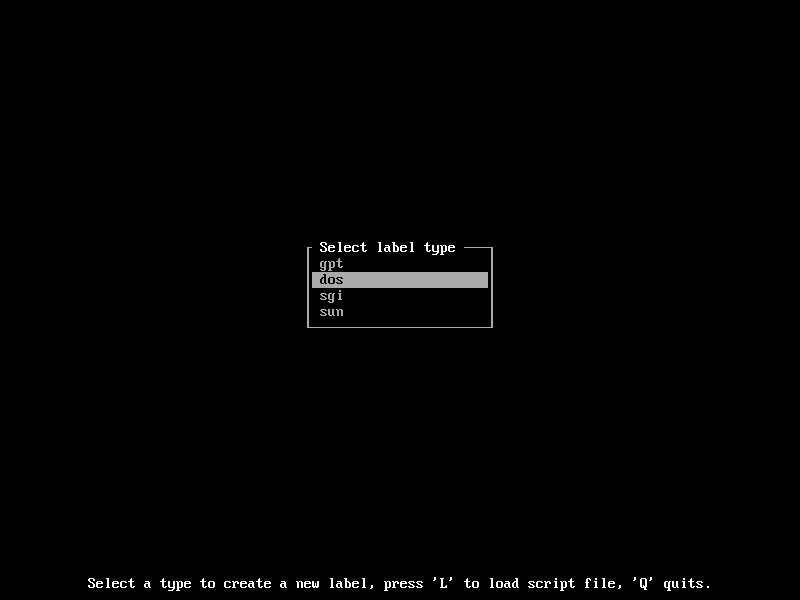 Select label type
gpt
dos
sgi
sun
Select a type to create a new label, press 'L' to load script file, 'Q' quits.